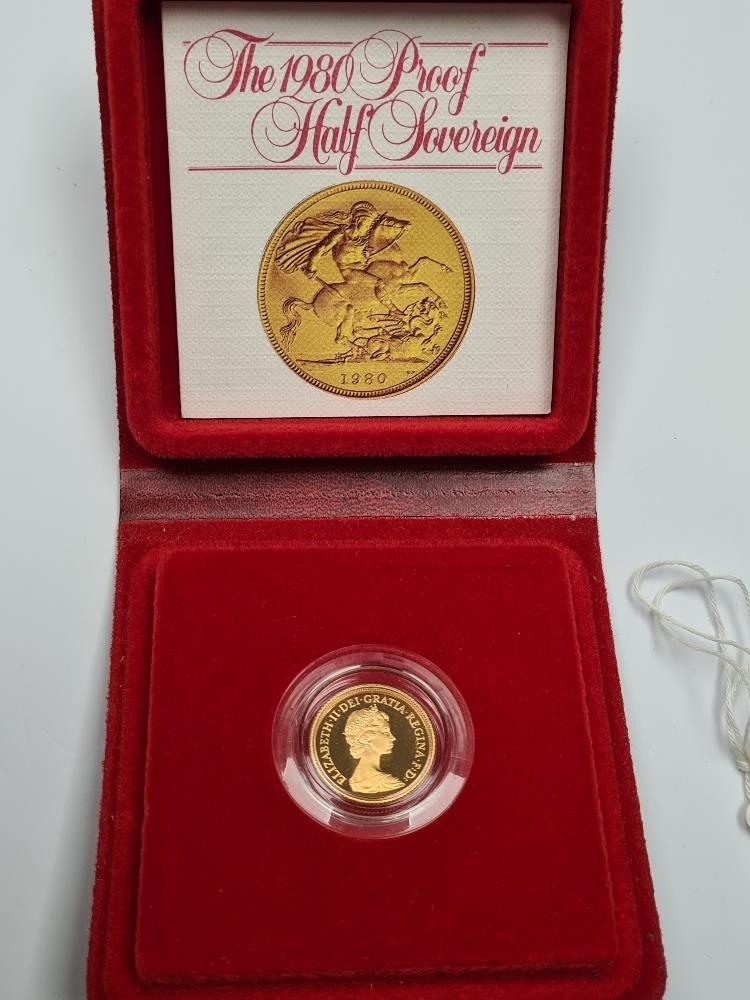 The 1980 Proof
Half Sovereign
1980
ELIZABETH·II·DEI·GRATIA·REGINA·F:D: